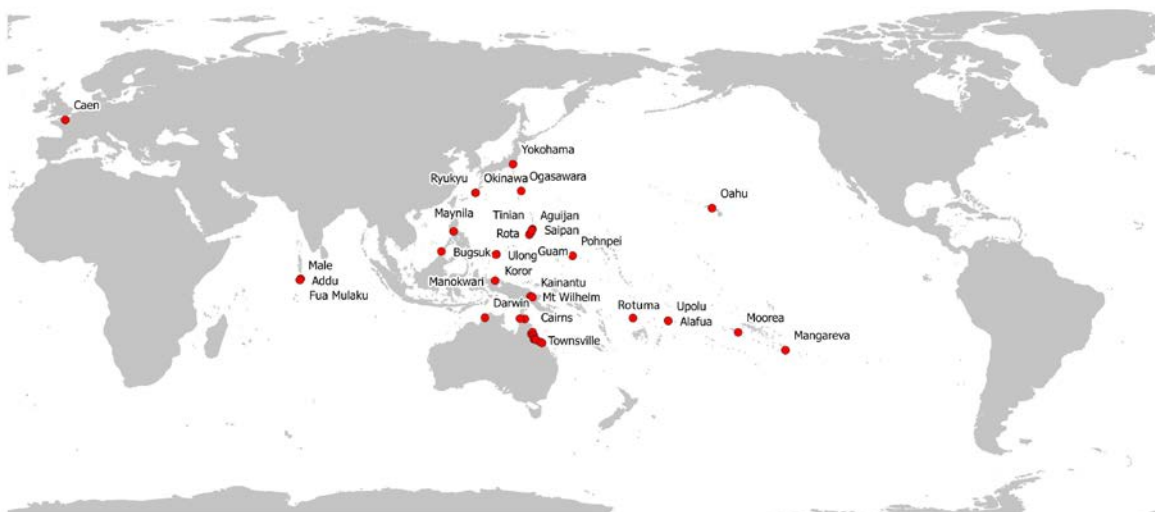 Caen
Yokohama
Ryukyu
Okinawa
Ogasawara
Oahu
Maynila
Tinian
Aguijan
Rota
Saipan
Bugsuk
Ulong
Guam
Pohnpei
Male
Addu
Fua Mulaku
Manokwari
Koror
Kainantu
Mt Wilhelm
Darwin
Cairns
Townsville
Rotuma
Upolu
Alafua
Moorea
Mangareva